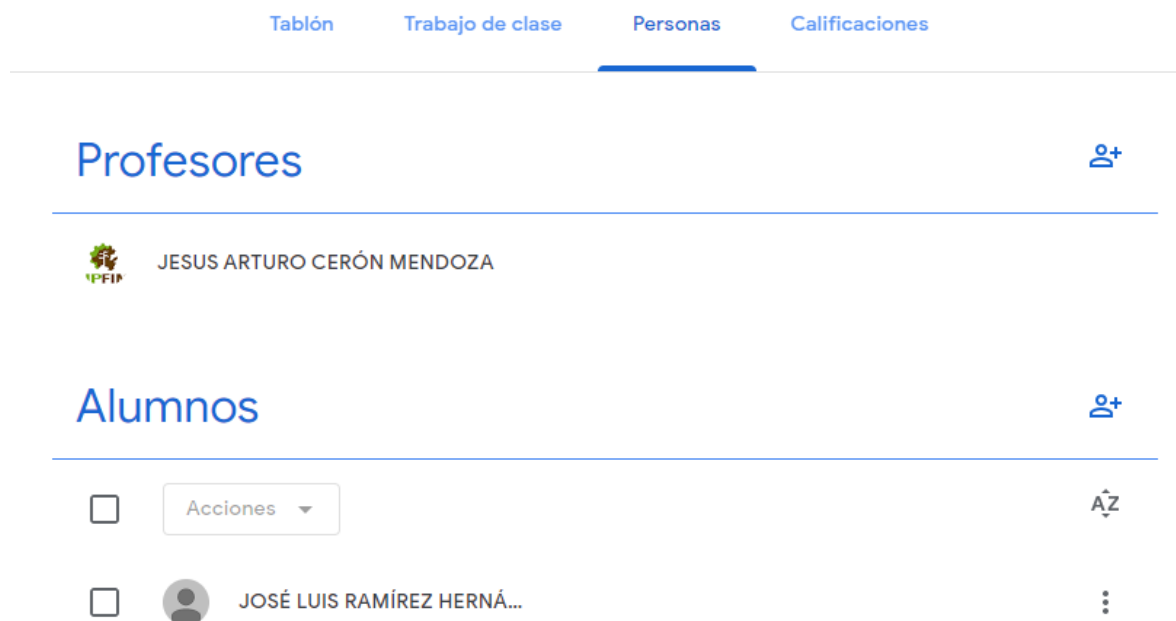 Tablón Trabajo de clase Personas Calificaciones
Profesores
JESUS ARTURO CERÓN MENDOZA
Alumnos
Acciones
AZ
JOSÉ LUIS RAMÍREZ HERNÁ...